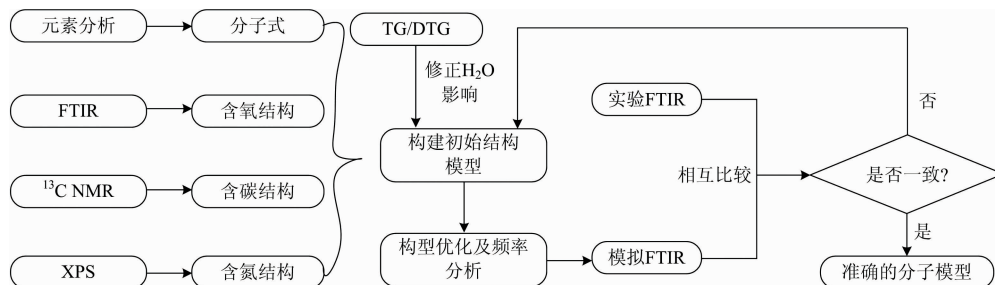 元素分析
分子式
FTIR
含氧结构
¹³C NMR
含碳结构
XPS
含氮结构
TG/DTG
修正H₂O
影响
构建初始结构
模型
构型优化及频率
分析
实验FTIR
模拟FTIR
相互比较
是否一致?
否
是
准确的分子模型